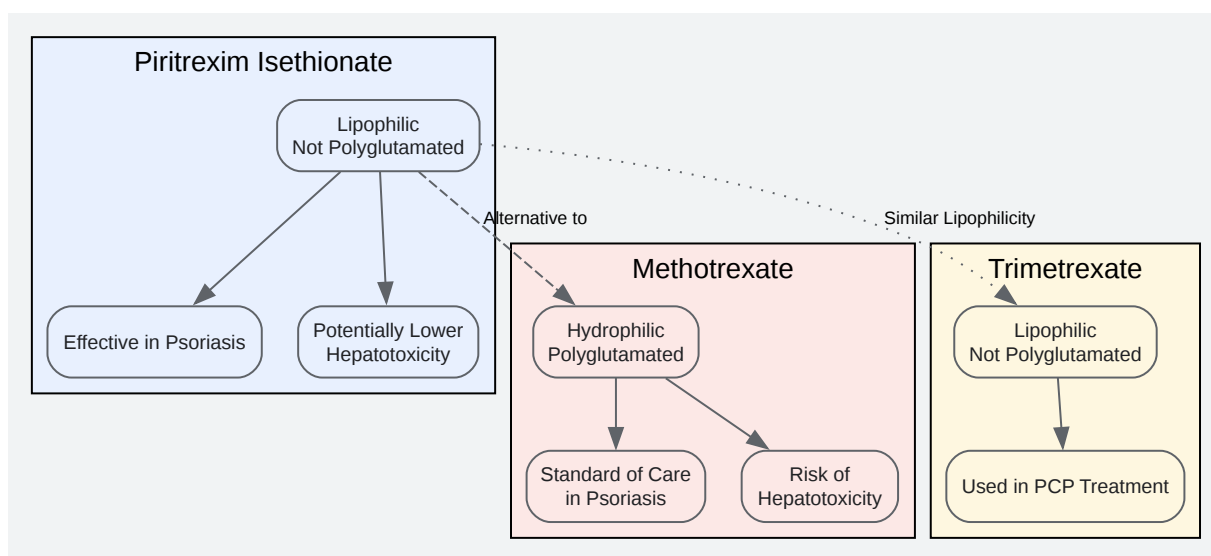 Piritrexim Isethionate
Lipophilic
Not Polyglutamated
Alternative to
Similar Lipophilicity
Effective in Psoriasis
Potentially Lower
Hepatotoxicity
Methotrexate
Hydrophilic
Polyglutamated
Standard of Care
in Psoriasis
Risk of
Hepatotoxicity
Trimetrexate
Lipophilic
Not Polyglutamated
Used in PCP Treatment